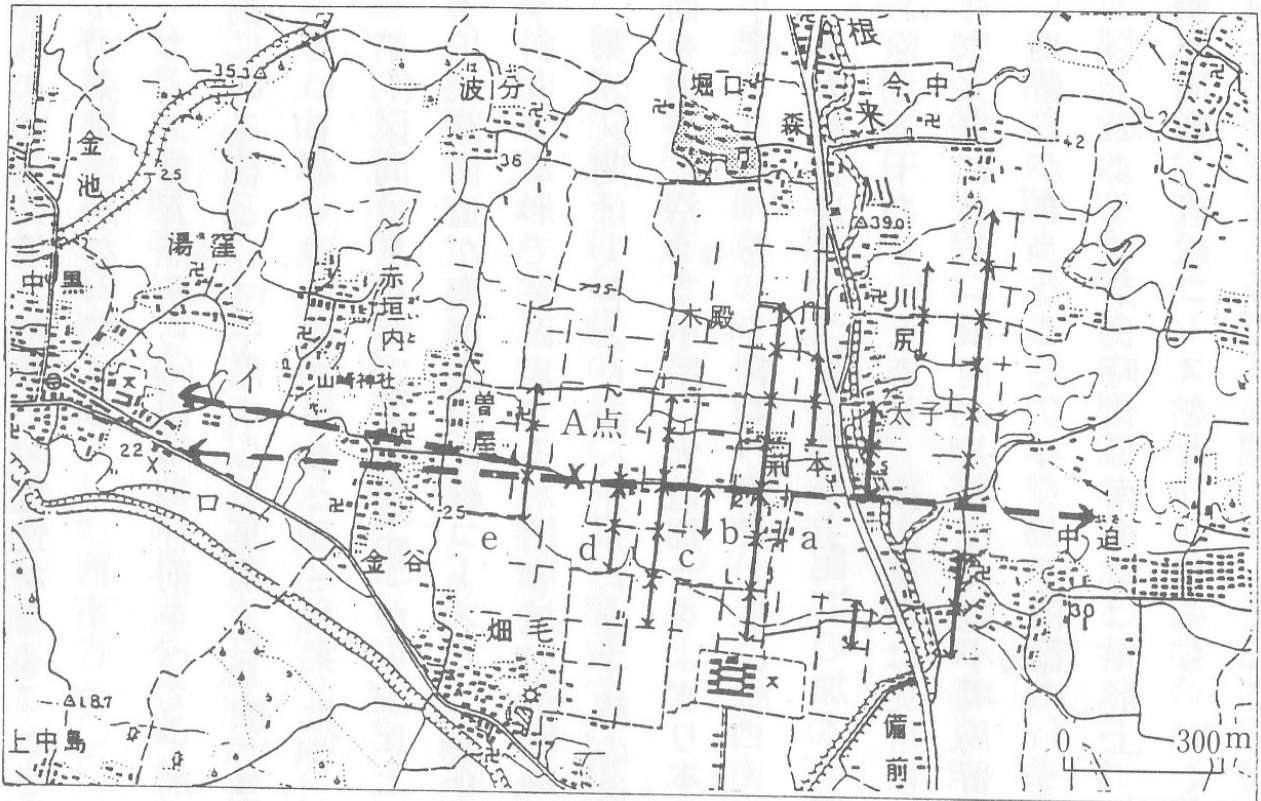 根来川
今中
堀口
森
波分
36
35.3
金池
25
湯窪
中黒
赤垣内
42
39.0
川尻
木殿
山崎神社
イ
曽屋
A点
太子
22
ロ
25
e
d
c
b
a
中迫
金谷
畑毛
30
18.7
上中島
備前
0
300m